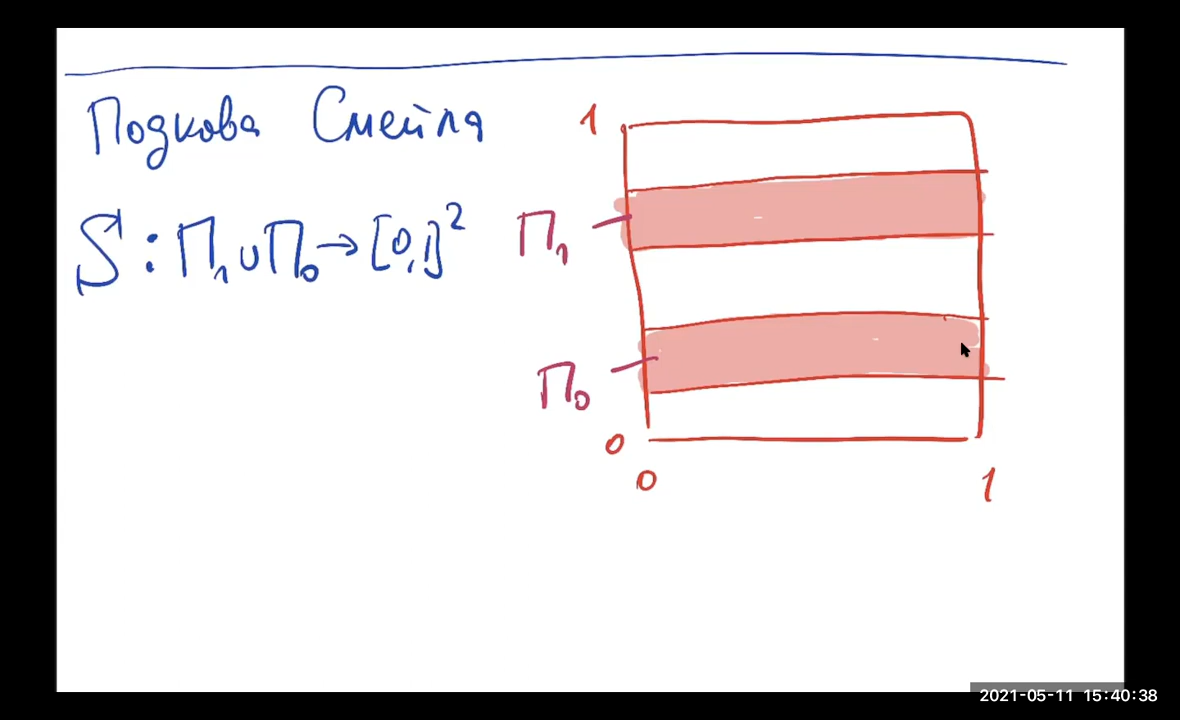 Подкова Смейла
S : П₁ ∪ П₀ → [0,1]²
1
П₁
П₀
0
0 1
2021-05-11 15:40:38